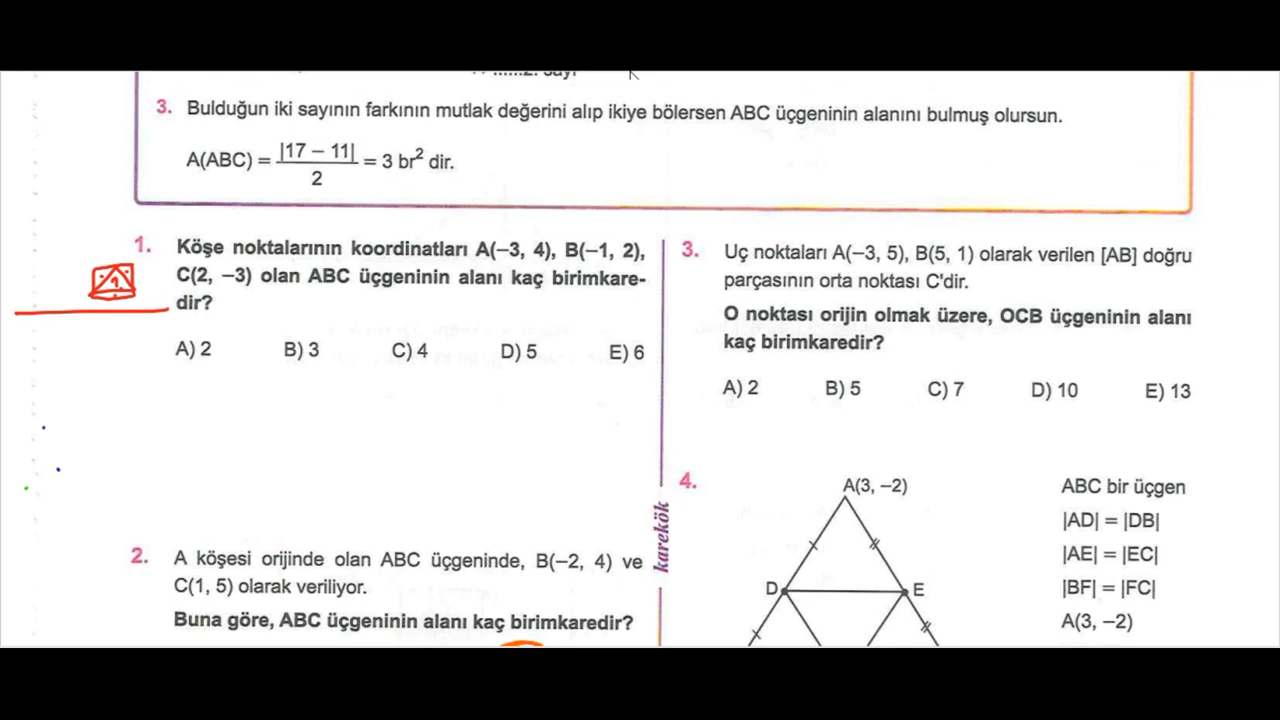 3. Bulduğun iki sayının farkının mutlak değerini alıp ikiye bölersen ABC üçgeninin alanını bulmuş olursun.
A(ABC) = |17 – 11| / 2 = 3 br² dir.
1. Köşe noktalarının koordinatları A(–3, 4), B(–1, 2),
C(2, –3) olan ABC üçgeninin alanı kaç birimkare-
dir?
A) 2 B) 3 C) 4 D) 5 E) 6
2. A köşesi orijinde olan ABC üçgeninde, B(–2, 4) ve
C(1, 5) olarak veriliyor.
Buna göre, ABC üçgeninin alanı kaç birimkaredir?
karekök
3. Uç noktaları A(–3, 5), B(5, 1) olarak verilen [AB] doğru
parçasının orta noktası C'dir.
O noktası orijin olmak üzere, OCB üçgeninin alanı
kaç birimkaredir?
A) 2 B) 5 C) 7 D) 10 E) 13
4. A(3, –2)
D E
ABC bir üçgen
|AD| = |DB|
|AE| = |EC|
|BF| = |FC|
A(3, –2)